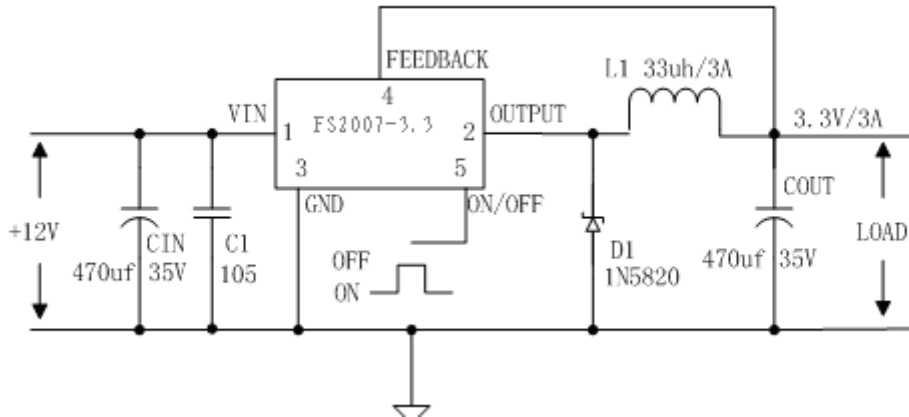 FEEDBACK
L1 33uh/3A
4
VIN
FS2007-3.3
OUTPUT
3.3V/3A
1
2
3
5
GND
ON/OFF
COUT
+12V
CIN
C1
OFF
D1
LOAD
470uf 35V
105
ON
1N5820
470uf 35V